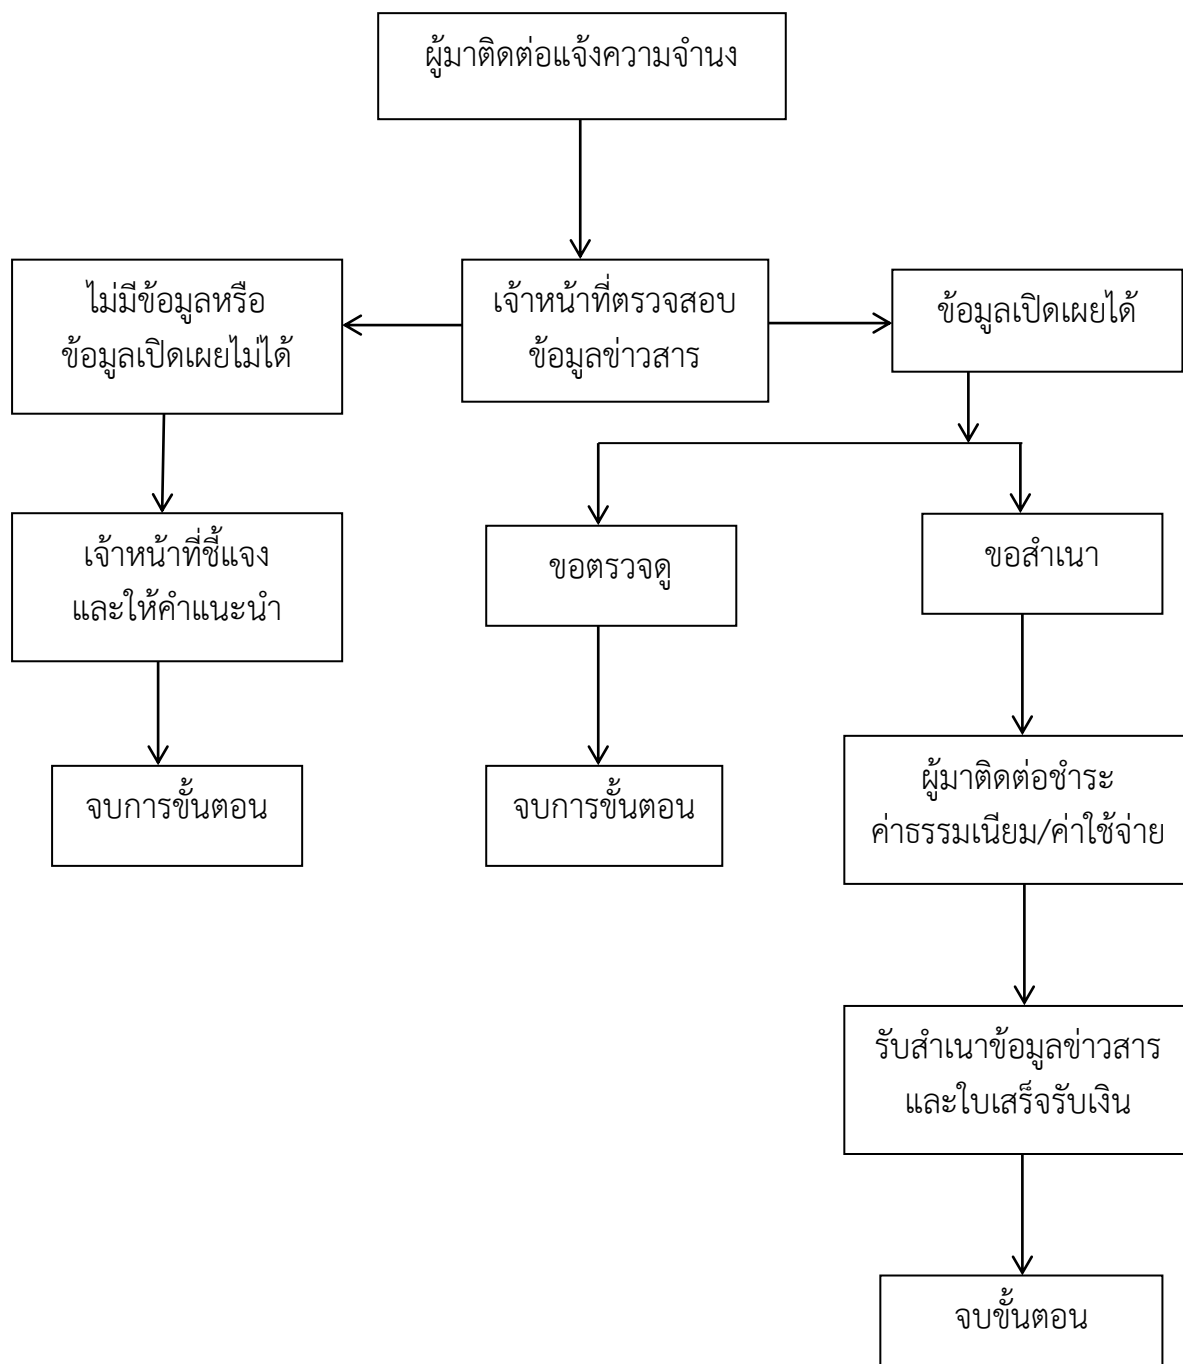 ผู้มาติดต่อแจ้งความจำนง
ไม่มีข้อมูลหรือ
ข้อมูลเปิดเผยไม่ได้
เจ้าหน้าที่ตรวจสอบ
ข้อมูลข่าวสาร
ข้อมูลเปิดเผยได้
เจ้าหน้าที่ชี้แจง
และให้คำแนะนำ
ขอตรวจดู
ขอสำเนา
จบการขั้นตอน
จบการขั้นตอน
ผู้มาติดต่อชำระ
ค่าธรรมเนียม/ค่าใช้จ่าย
รับสำเนาข้อมูลข่าวสาร
และใบเสร็จรับเงิน
จบขั้นตอน